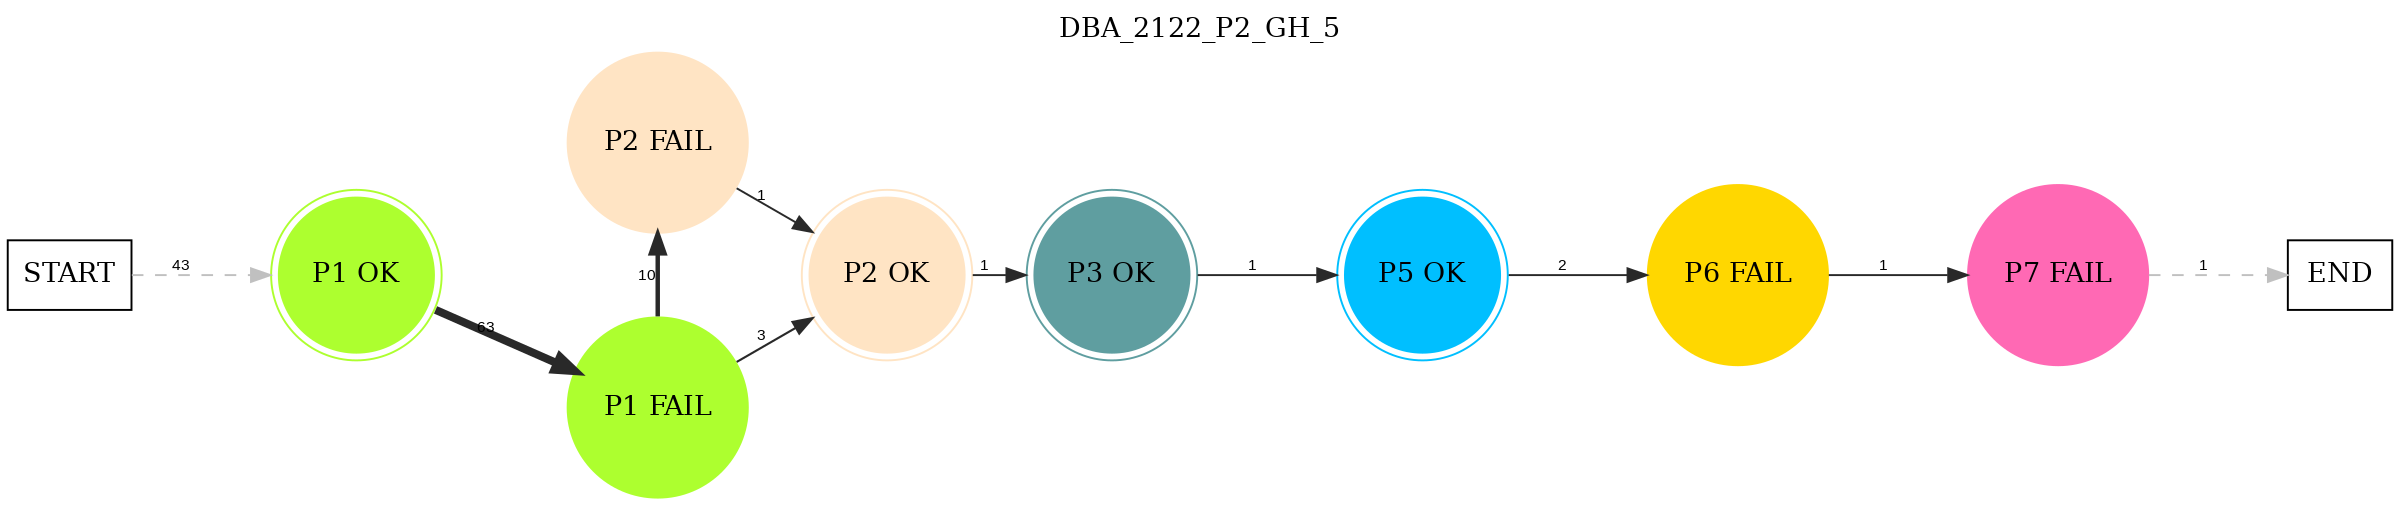 DBA_2122_P2_GH_5
START
43
P1 OK
63
P2 FAIL
10
P1 FAIL
1
3
P2 OK
1
P3 OK
1
P5 OK
2
P6 FAIL
1
P7 FAIL
1
END